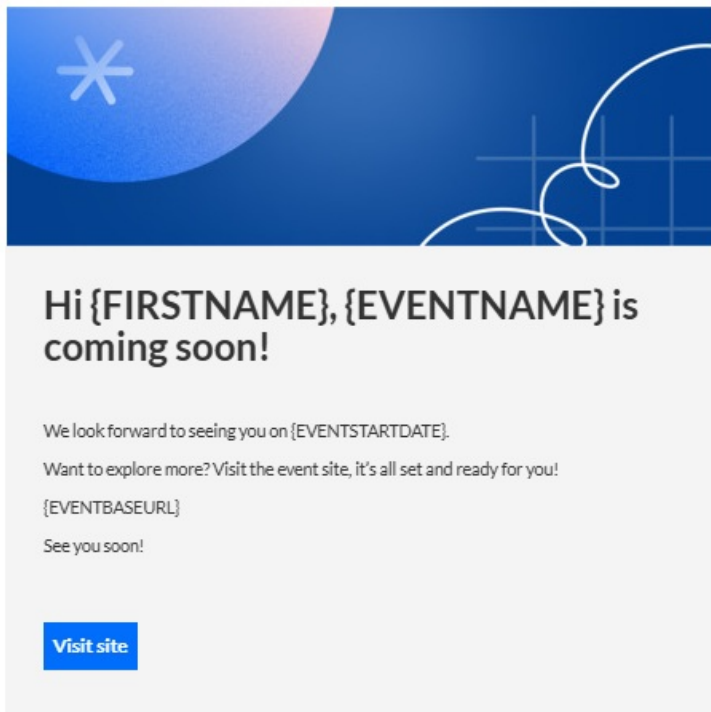 Hi {FIRSTNAME}, {EVENTNAME} is
coming soon!
We look forward to seeing you on {EVENTSTARTDATE}.
Want to explore more? Visit the event site, it's all set and ready for you!
{EVENTBASEURL}
See you soon!
Visit site